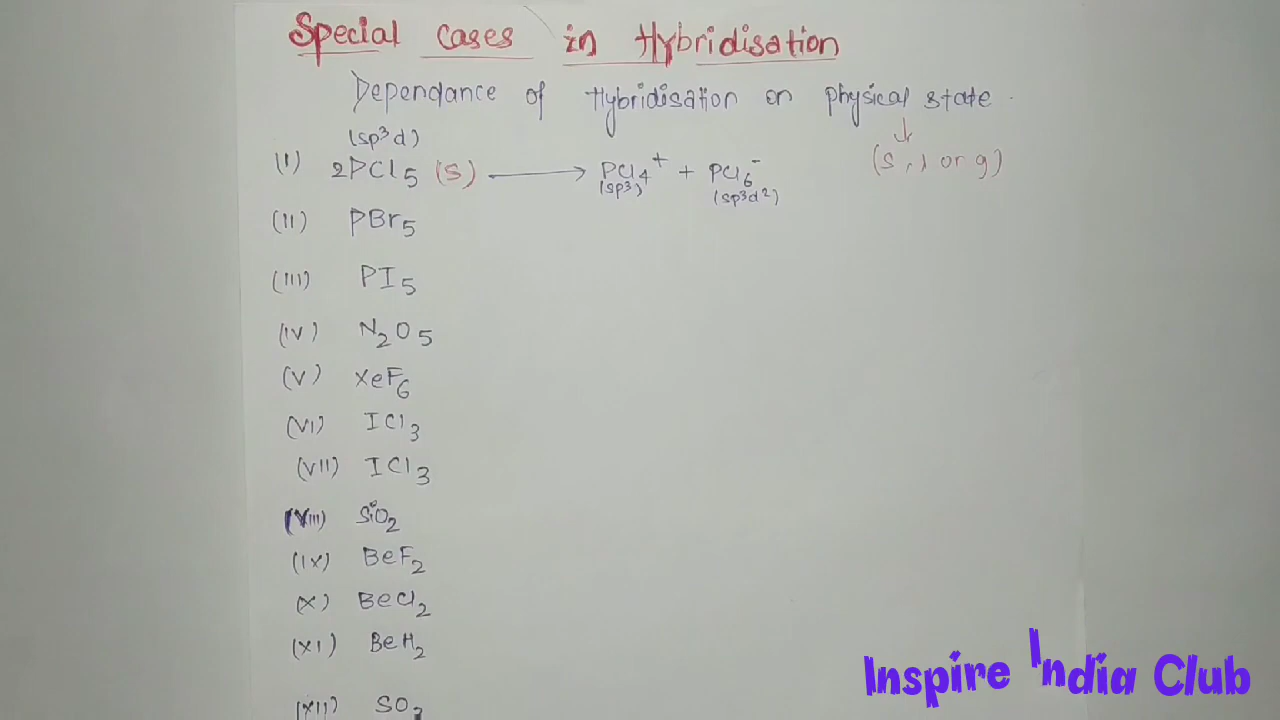 Special cases in Hybridisation
Dependance of Hybridisation on physical state.
(s, l or g)
(sp³d)
(I) 2PCl₅ (s) ⟶ PCl₄⁺ + PCl₆⁻
(sp³) (sp³d²)
(II) PBr₅
(III) PI₅
(IV) N₂O₅
(V) XeF₆
(VI) ICl₃
(VII) ICl₃
(VIII) SiO₂
(IX) BeF₂
(X) BeCl₂
(XI) BeH₂
(XII) SO₃
Inspire India Club